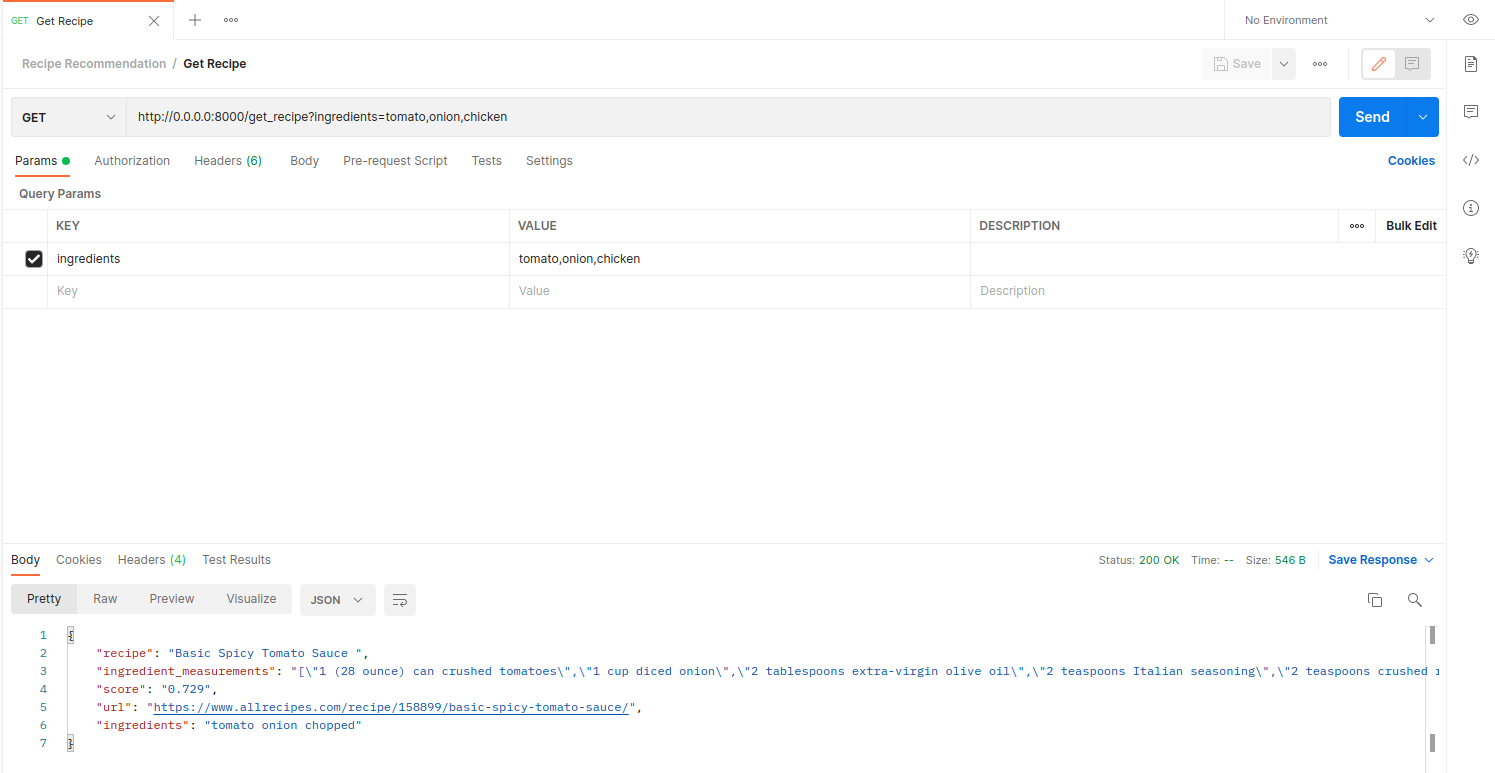 GET Get Recipe
No Environment
Recipe Recommendation / Get Recipe
Save
GET http://0.0.0.0:8000/get_recipe?ingredients=tomato,onion,chicken Send
Params Authorization Headers (6) Body Pre-request Script Tests Settings Cookies
Query Params
KEY VALUE DESCRIPTION Bulk Edit
ingredients tomato,onion,chicken
Key Value Description
Body Cookies Headers (4) Test Results Status: 200 OK Time: -- Size: 546 B Save Response
Pretty Raw Preview Visualize JSON
1 {
2 "recipe": "Basic Spicy Tomato Sauce ",
3 "ingredient_measurements": "[\"1 (28 ounce) can crushed tomatoes\",\"1 cup diced onion\",\"2 tablespoons extra-virgin olive oil\",\"2 teaspoons Italian seasoning\",\"2 teaspoons crushed
4 "score": "0.729",
5 "url": "https://www.allrecipes.com/recipe/158899/basic-spicy-tomato-sauce/",
6 "ingredients": "tomato onion chopped"
7 }